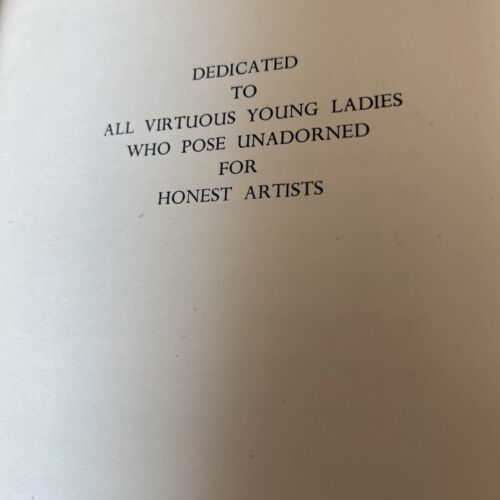 DEDICATED
TO
ALL VIRTUOUS YOUNG LADIES
WHO POSE UNADORNED
FOR
HONEST ARTISTS